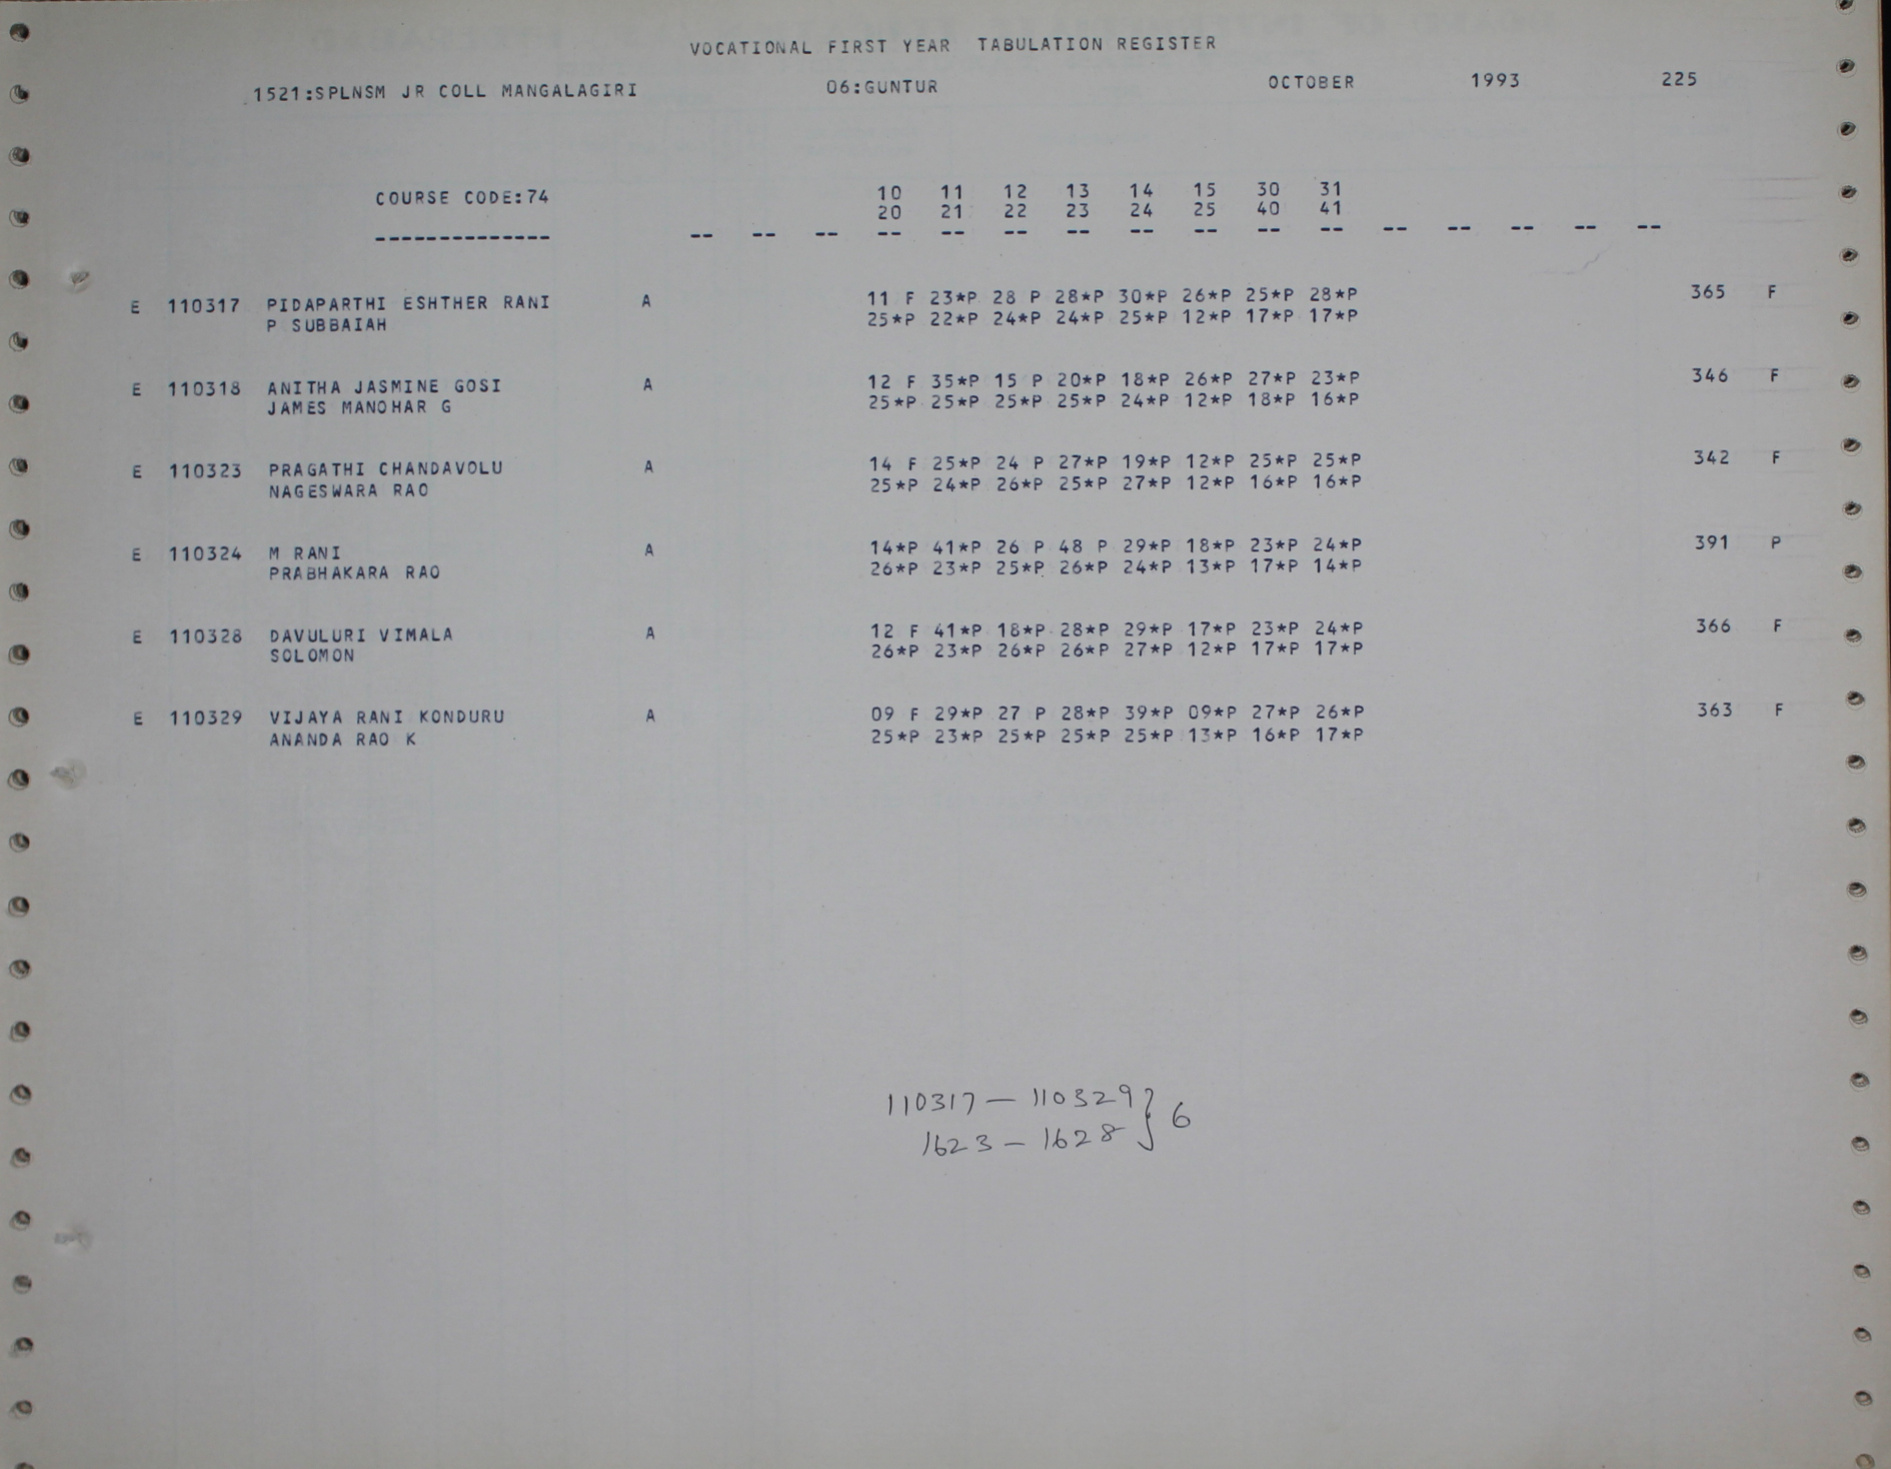 VOCATIONAL FIRST YEAR TABULATION REGISTER
1521:SPLNSM JR COLL MANGALAGIRI 06:GUNTUR OCTOBER 1993 225
COURSE CODE:74 10 11 12 13 14 15 30 31
20 21 22 23 24 25 40 41
-------------- -- -- -- -- -- -- -- -- -- -- -- -- -- -- -- --
E 110317 PIDAPARTHI ESHTHER RANI A 11 F 23*P 28 P 28*P 30*P 26*P 25*P 28*P 365 F
P SUBBAIAH 25*P 22*P 24*P 24*P 25*P 12*P 17*P 17*P
E 110318 ANITHA JASMINE GOSI A 12 F 35*P 15 P 20*P 18*P 26*P 27*P 23*P 346 F
JAMES MANOHAR G 25*P 25*P 25*P 25*P 24*P 12*P 18*P 16*P
E 110323 PRAGATHI CHANDAVOLU A 14 F 25*P 24 P 27*P 19*P 12*P 25*P 25*P 342 F
NAGESWARA RAO 25*P 24*P 26*P 25*P 27*P 12*P 16*P 16*P
E 110324 M RANI A 14*P 41*P 26 P 48 P 29*P 18*P 23*P 24*P 391 P
PRABHAKARA RAO 26*P 23*P 25*P 26*P 24*P 13*P 17*P 14*P
E 110328 DAVULURI VIMALA A 12 F 41*P 18*P 28*P 29*P 17*P 23*P 24*P 366 F
SOLOMON 26*P 23*P 26*P 26*P 27*P 12*P 17*P 17*P
E 110329 VIJAYA RANI KONDURU A 09 F 29*P 27 P 28*P 39*P 09*P 27*P 26*P 363 F
ANANDA RAO K 25*P 23*P 25*P 25*P 25*P 13*P 16*P 17*P
110317 — 110329 } 6
1623 — 1628